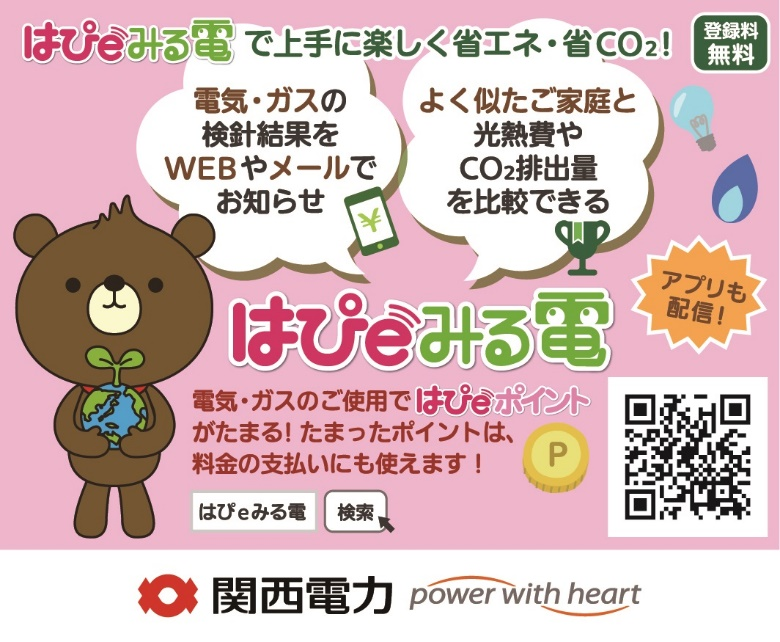 はぴeみる電で上手に楽しく省エネ・省CO₂!
登録料
無料
電気・ガスの
検針結果を
WEBやメールで
お知らせ
¥
よく似たご家庭と
光熱費や
CO₂排出量
を比較できる
アプリも
配信!
はぴeみる電
電気・ガスのご使用ではぴeポイント
がたまる!たまったポイントは、
料金の支払いにも使えます!
P
はぴeみる電 検索
関西電力 power with heart